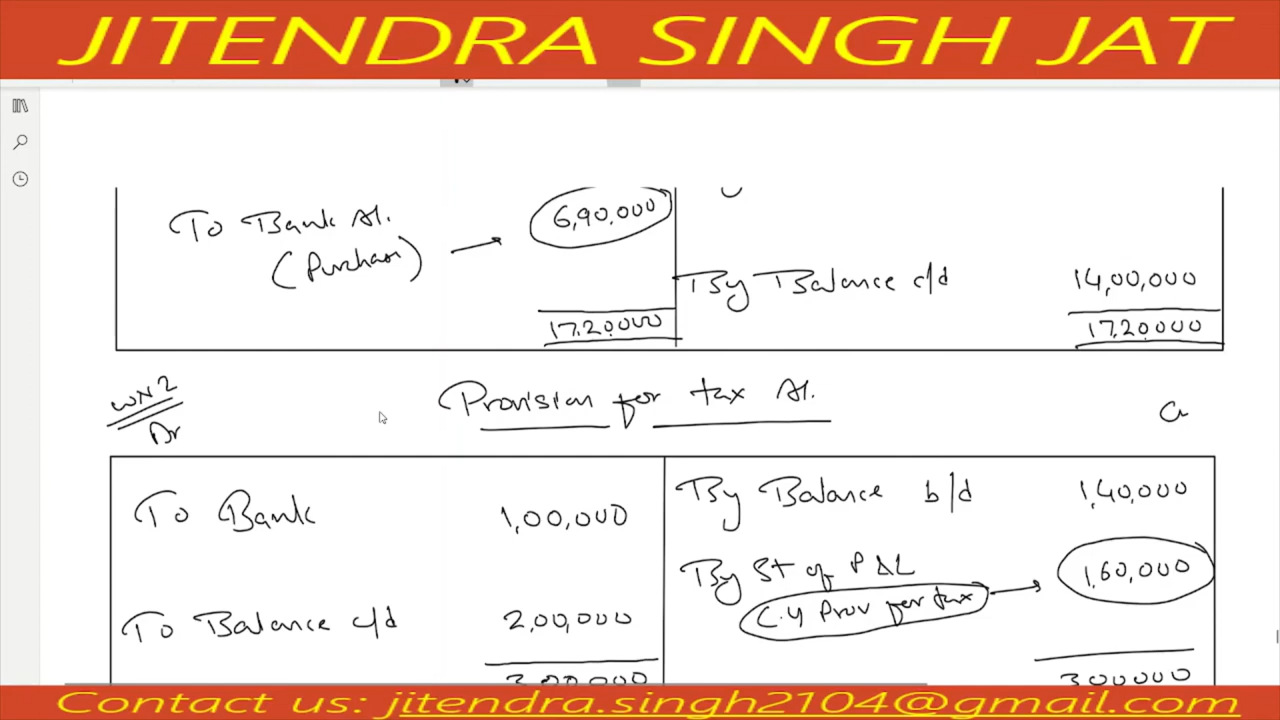 JITENDRA SINGH JAT
To Bank A/.
(Purchase) → 6,90,000
By Balance c/d 14,00,000
17,20,000 17,20,000
WN2
Dr Provision for tax A/.
To Bank 1,00,000
By Balance b/d 1,40,000
By St of P & L 1,60,000
C.Y Prov for tax
To Balance c/d 2,00,000
3,00,000 300000
Contact us: jitendra.singh2104@gmail.com